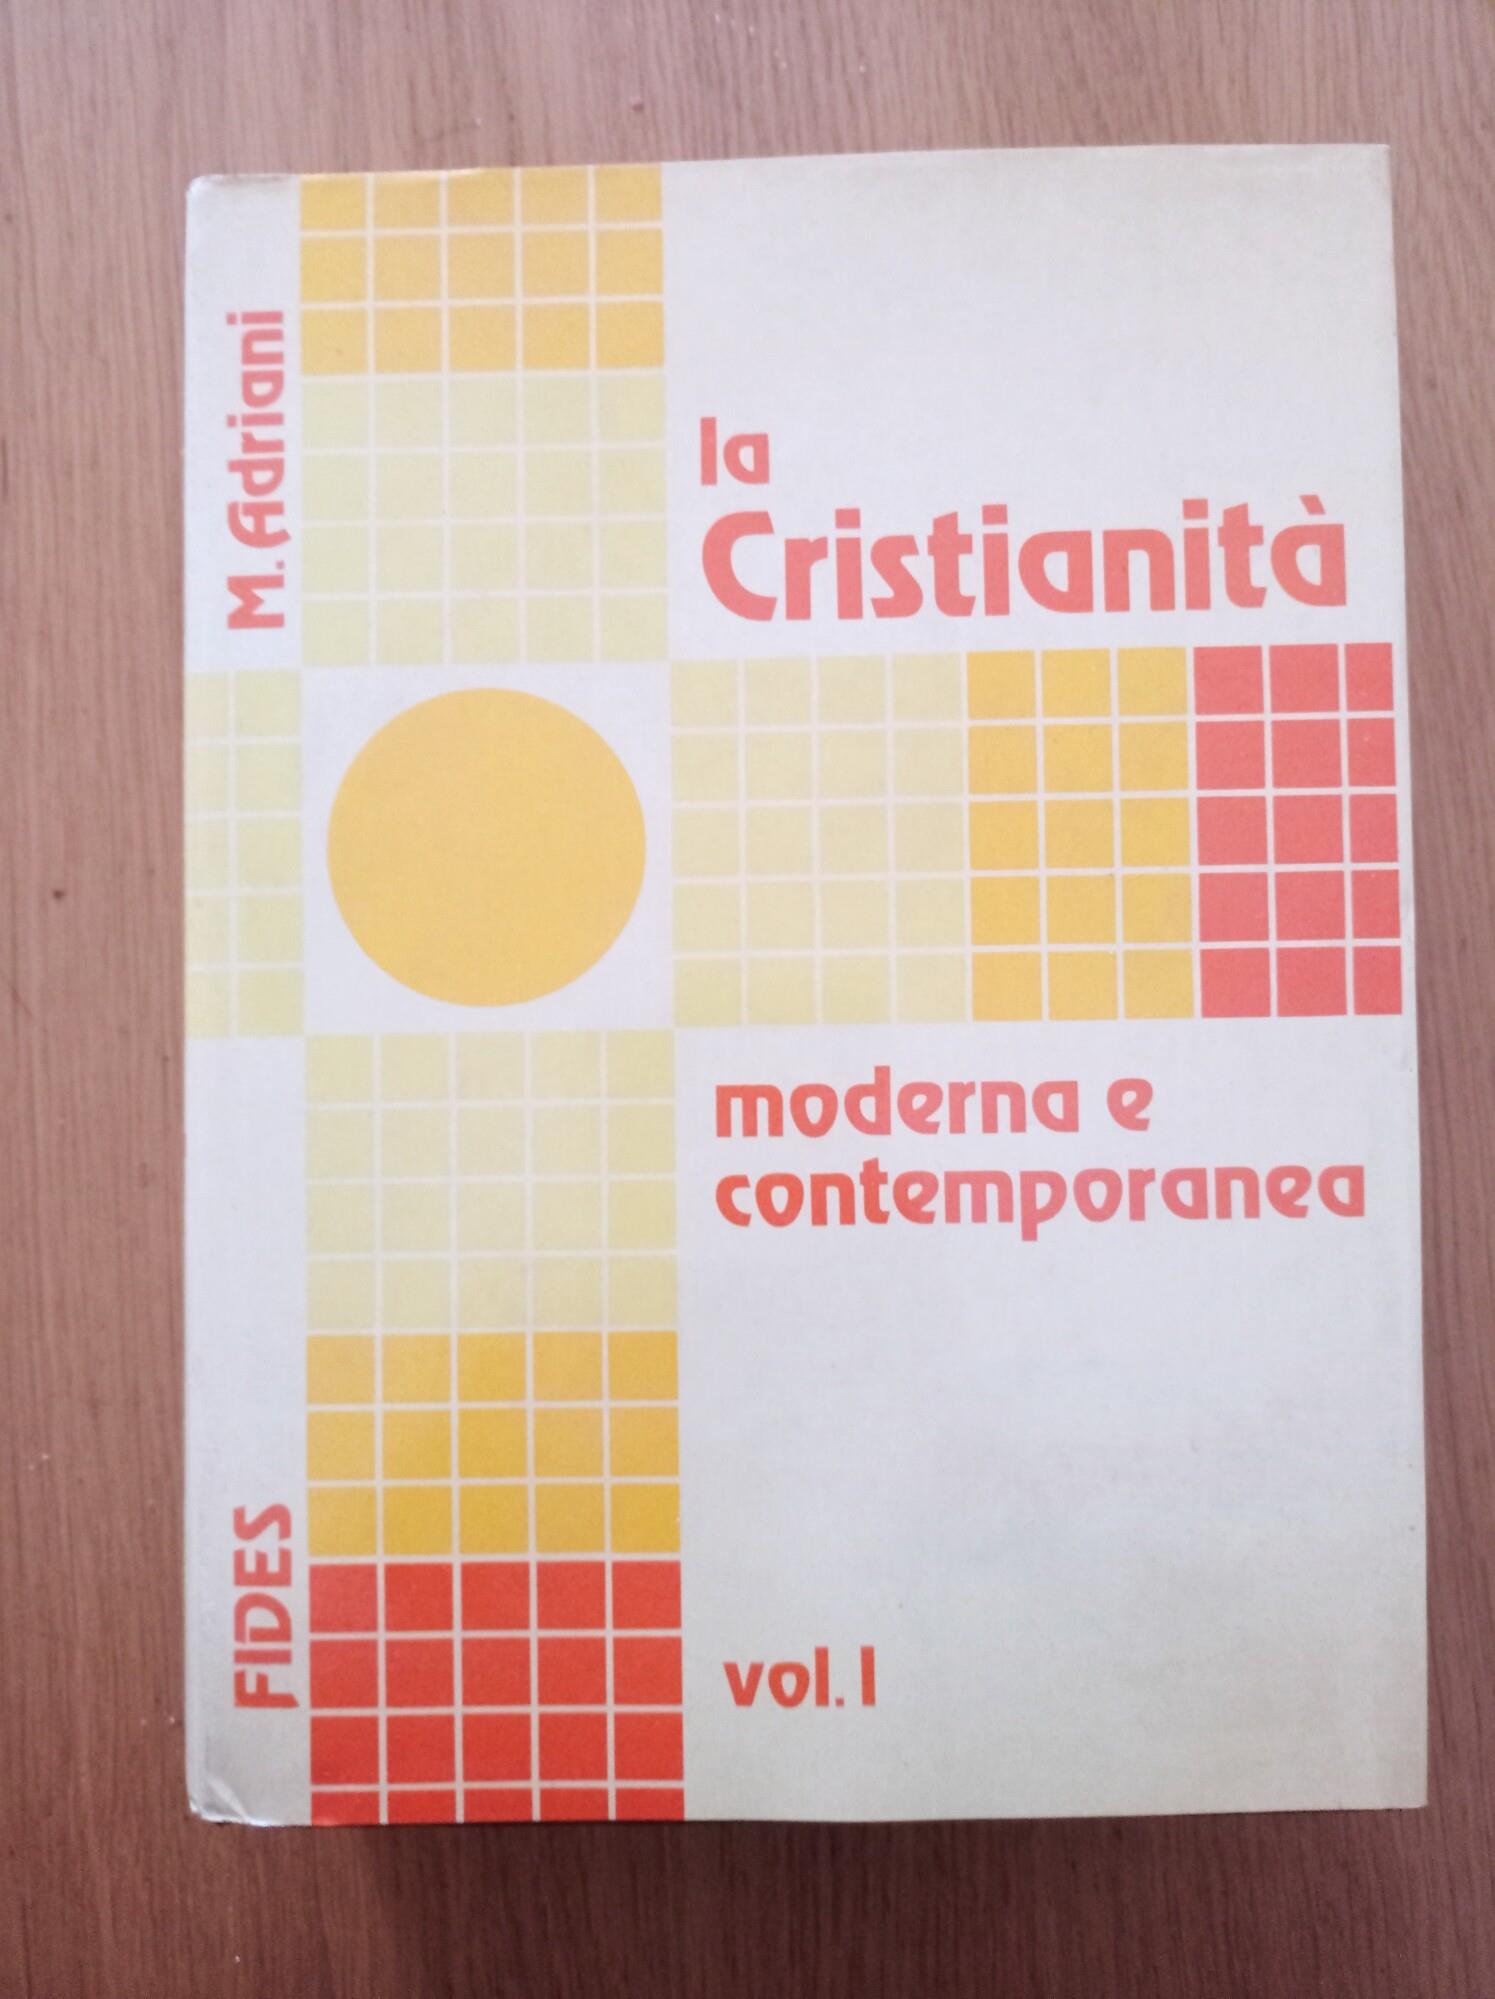 M. Adriani
la
Cristianità
moderna e
contemporanea
FIDES
vol. I